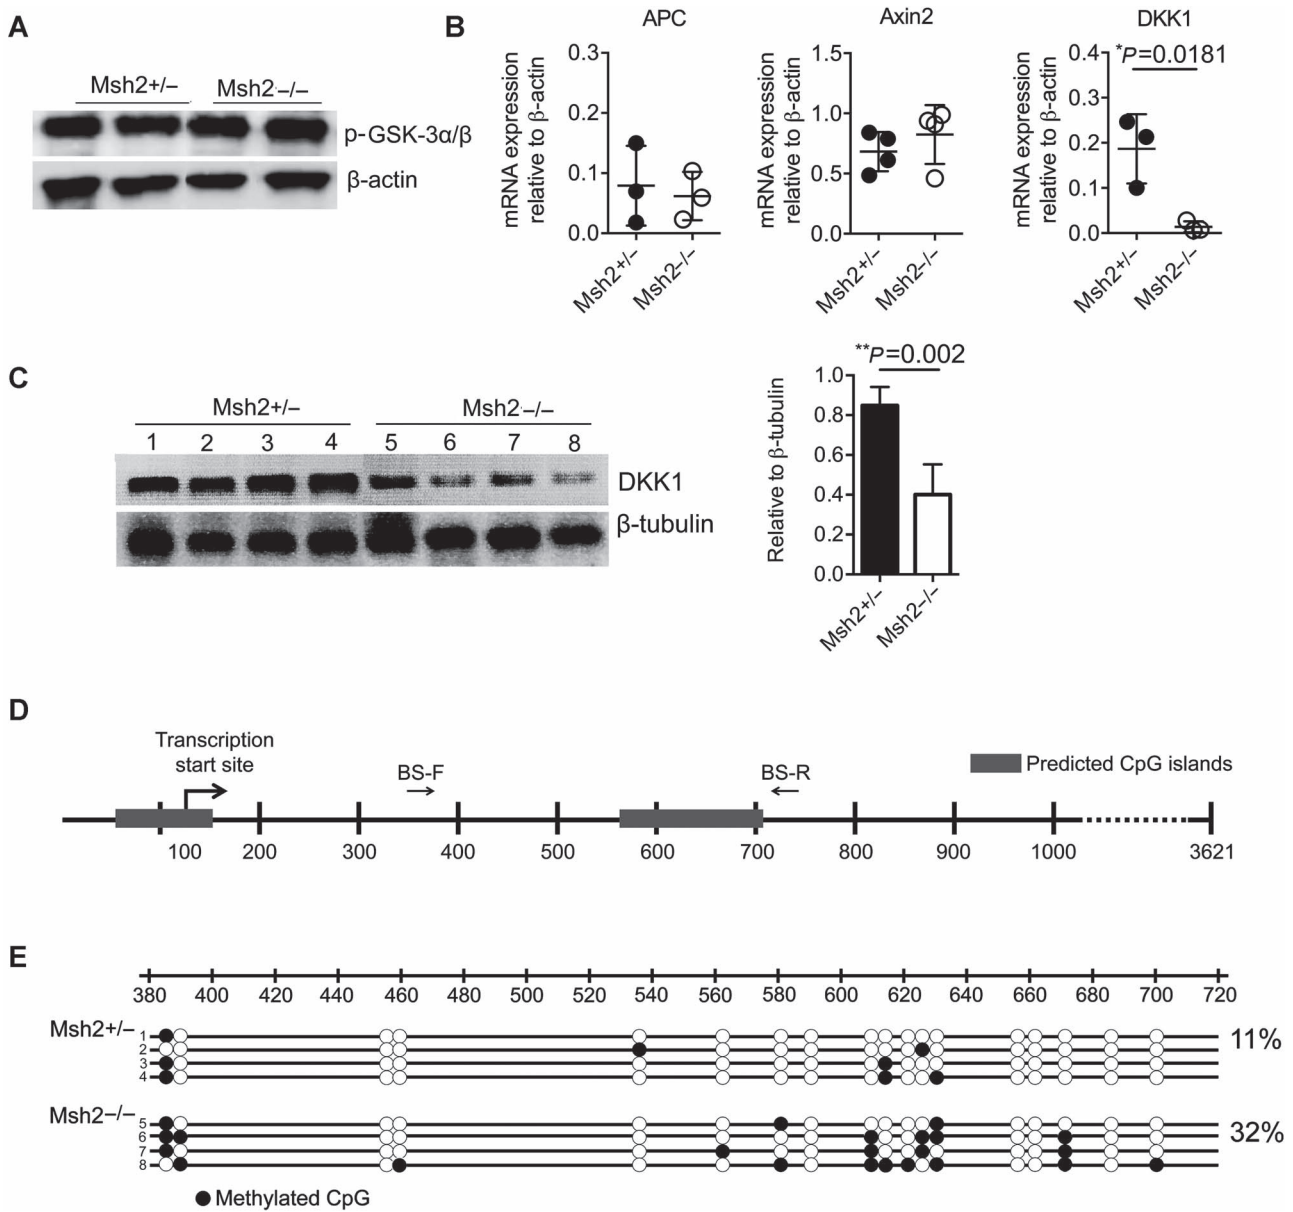 A
Msh2+/–
Msh2–/–
p-GSK-3α/β
β-actin
B
APC
mRNA expression
relative to β-actin
0.3
0.2
0.1
0.0
Msh2+/–
Msh2–/–
Axin2
mRNA expression
relative to β-actin
1.5
1.0
0.5
0.0
Msh2+/–
Msh2–/–
DKK1
mRNA expression
relative to β-actin
*P=0.0181
0.4
0.3
0.2
0.1
0.0
Msh2+/–
Msh2–/–
C
Msh2+/–
Msh2–/–
1 2 3 4 5 6 7 8
DKK1
β-tubulin
**P=0.002
Relative to β-tubulin
1.0
0.8
0.6
0.4
0.2
0.0
Msh2+/–
Msh2–/–
D
Transcription
start site
BS-F
BS-R
Predicted CpG islands
100 200 300 400 500 600 700 800 900 1000 3621
E
380 400 420 440 460 480 500 520 540 560 580 600 620 640 660 680 700 720
Msh2+/–
1
2
3
4
11%
Msh2–/–
5
6
7
8
32%
Methylated CpG